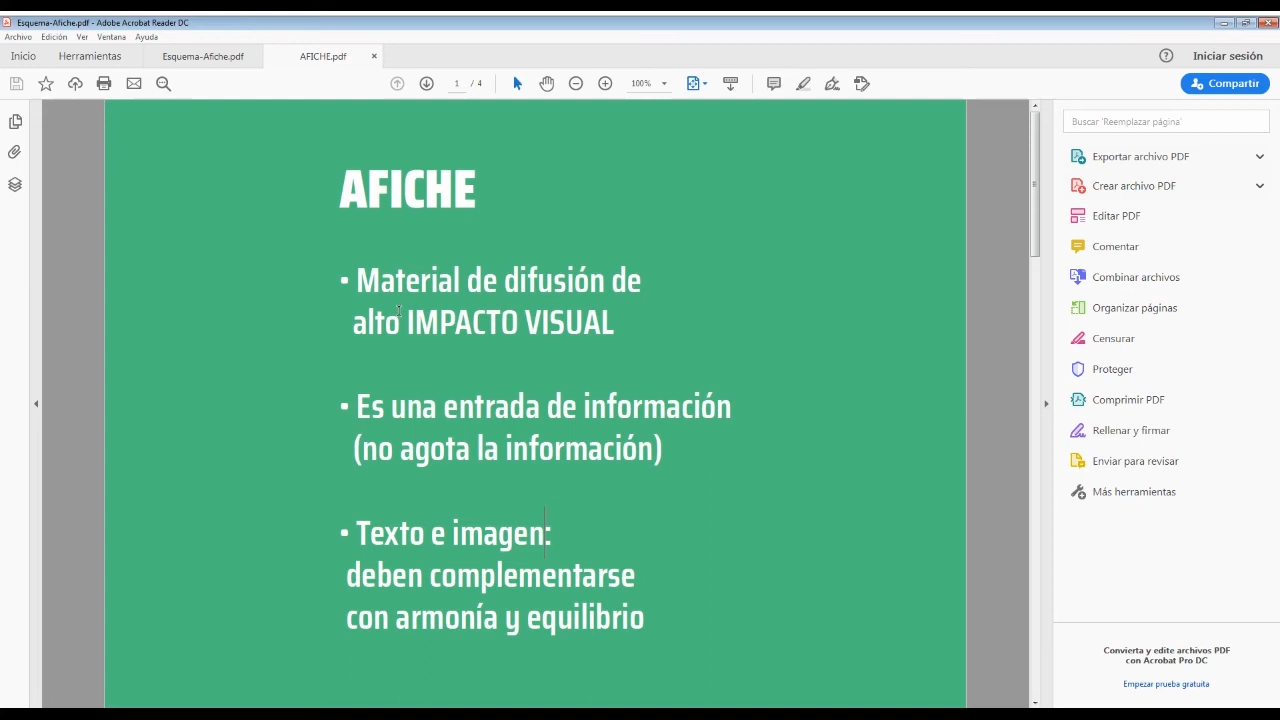 Esquema-Afiche.pdf - Adobe Acrobat Reader DC
Archivo Edición Ver Ventana Ayuda
Inicio Herramientas Esquema-Afiche.pdf AFICHE.pdf × ? Iniciar sesión
1 / 4 100% Compartir
AFICHE
• Material de difusión de
alto IMPACTO VISUAL
• Es una entrada de información
(no agota la información)
• Texto e imagen:
deben complementarse
con armonía y equilibrio
Buscar 'Reemplazar página'
Exportar archivo PDF
Crear archivo PDF
Editar PDF
Comentar
Combinar archivos
Organizar páginas
Censurar
Proteger
Comprimir PDF
Rellenar y firmar
Enviar para revisar
Más herramientas
Convierta y edite archivos PDF
con Acrobat Pro DC
Empezar prueba gratuita